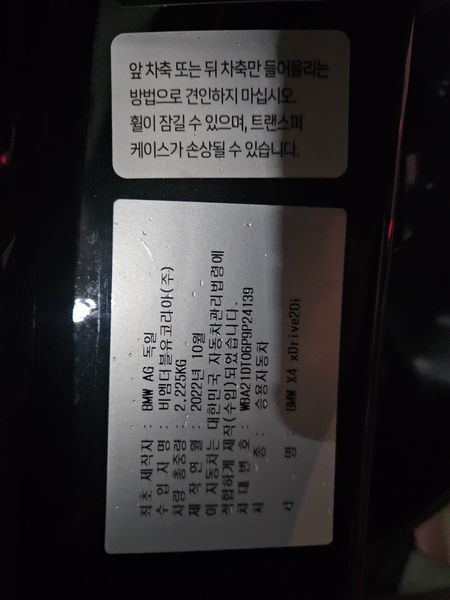 앞 차축 또는 뒤 차축만 들어올리는
방법으로 견인하지 마십시오.
휠이 잠길 수 있으며, 트랜스퍼
케이스가 손상될 수 있습니다.
최초 제작자 : BMW AG 독일
수 입 자 명 : 비엠더블유코리아(주)
차량 총중량 : 2,225KG
제 작 연 월 : 2022년 10월
이 자동차는 대한민국 자동차관리법령에
적합하게 제작(수입)되었습니다.
차 대 번 호 : WBA21DT06P9P24139
차 종 : 승용자동차
명 : BMW X4 xDrive20i